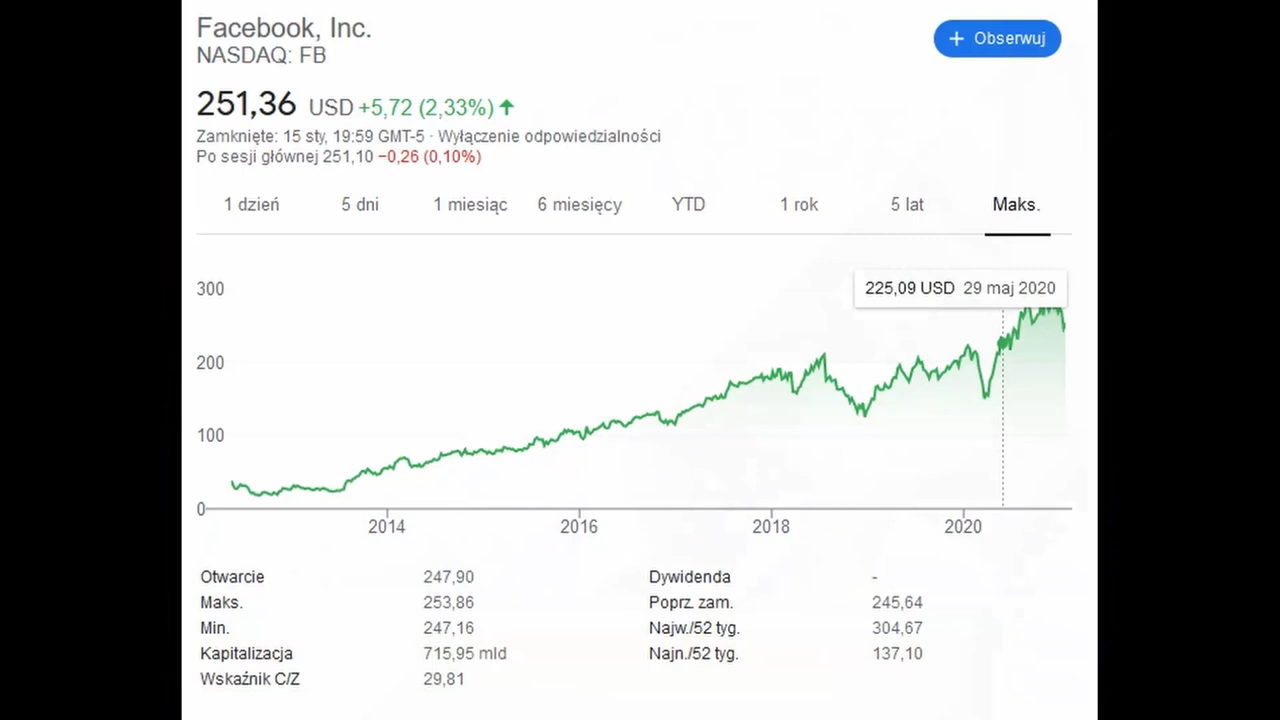 Facebook, Inc.
NASDAQ: FB
+ Obserwuj
251,36 USD +5,72 (2,33%)
Zamknięte: 15 sty, 19:59 GMT-5 · Wyłączenie odpowiedzialności
Po sesji głównej 251,10 −0,26 (0,10%)
1 dzień 5 dni 1 miesiąc 6 miesięcy YTD 1 rok 5 lat Maks.
225,09 USD 29 maj 2020
300
200
100
0
2014 2016 2018 2020
Otwarcie 247,90 Dywidenda -
Maks. 253,86 Poprz. zam. 245,64
Min. 247,16 Najw./52 tyg. 304,67
Kapitalizacja 715,95 mld Najn./52 tyg. 137,10
Wskaźnik C/Z 29,81